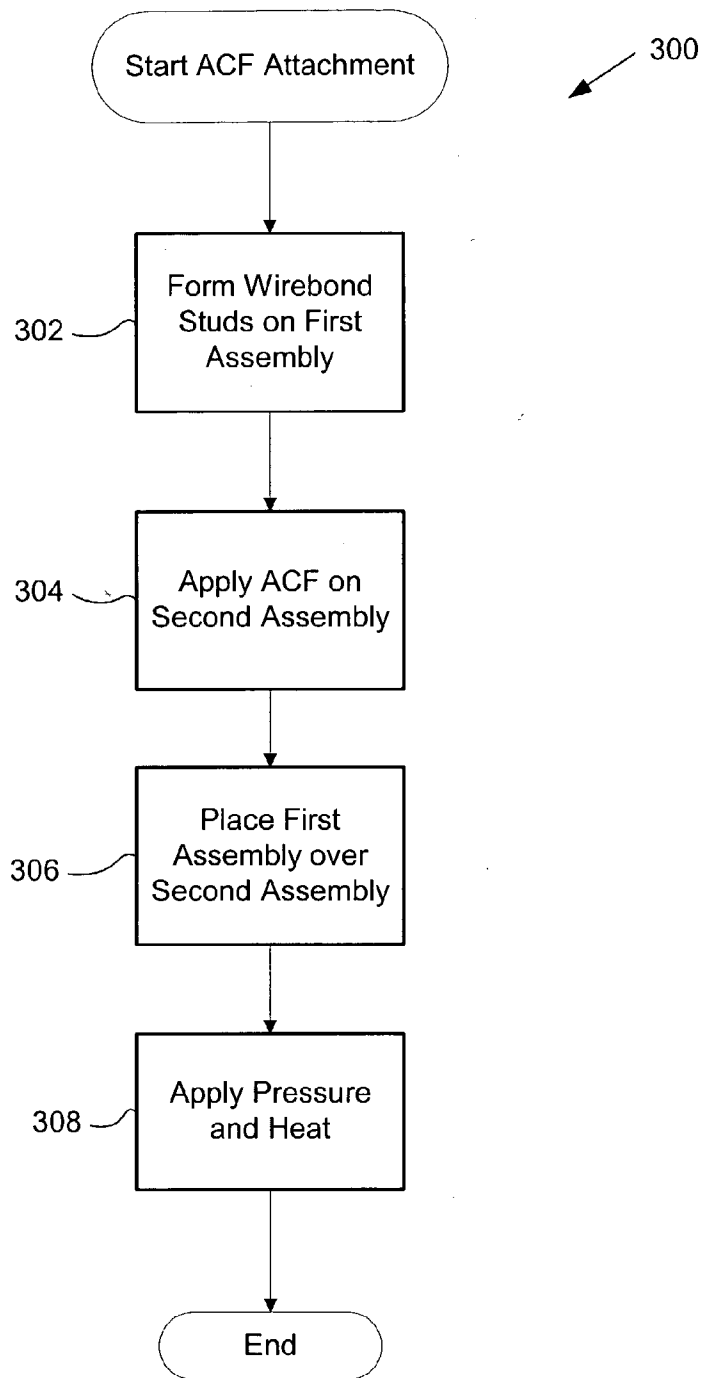 Start ACF Attachment
300
Form Wirebond
Studs on First
Assembly
302
Apply ACF on
Second Assembly
304
Place First
Assembly over
Second Assembly
306
Apply Pressure
and Heat
308
End